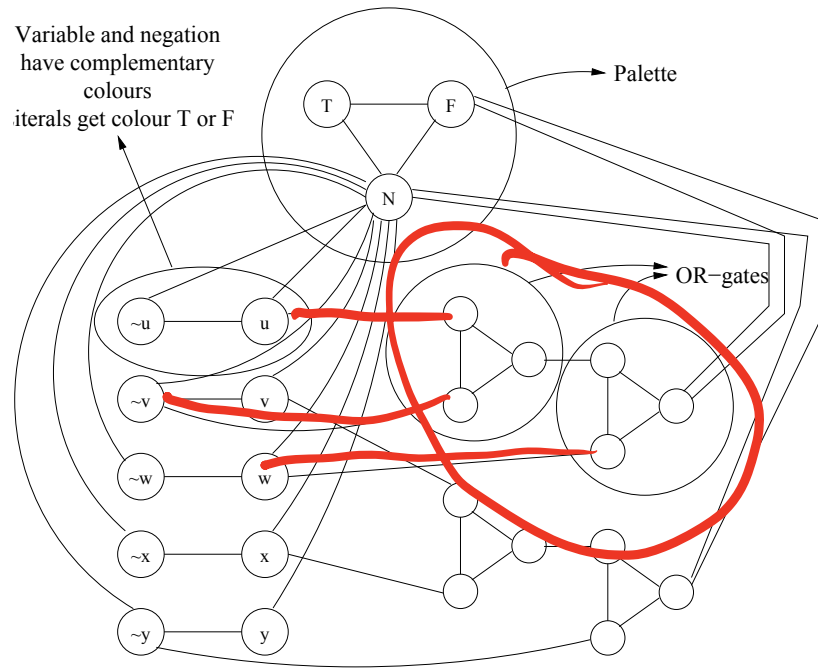 Variable and negation
have complementary
colours
iterals get colour T or F
Palette
T
F
N
OR−gates
~u
u
~v
v
~w
w
~x
x
~y
y